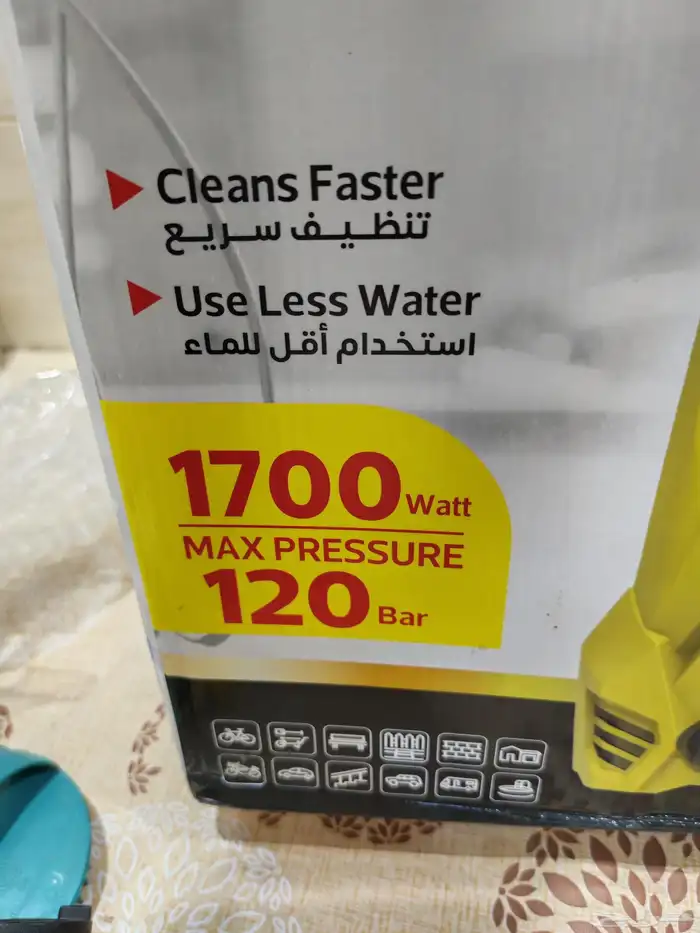 Cleans Faster
تنظيف سريع
Use Less Water
استخدام أقل للماء
1700 Watt
MAX PRESSURE
120 Bar